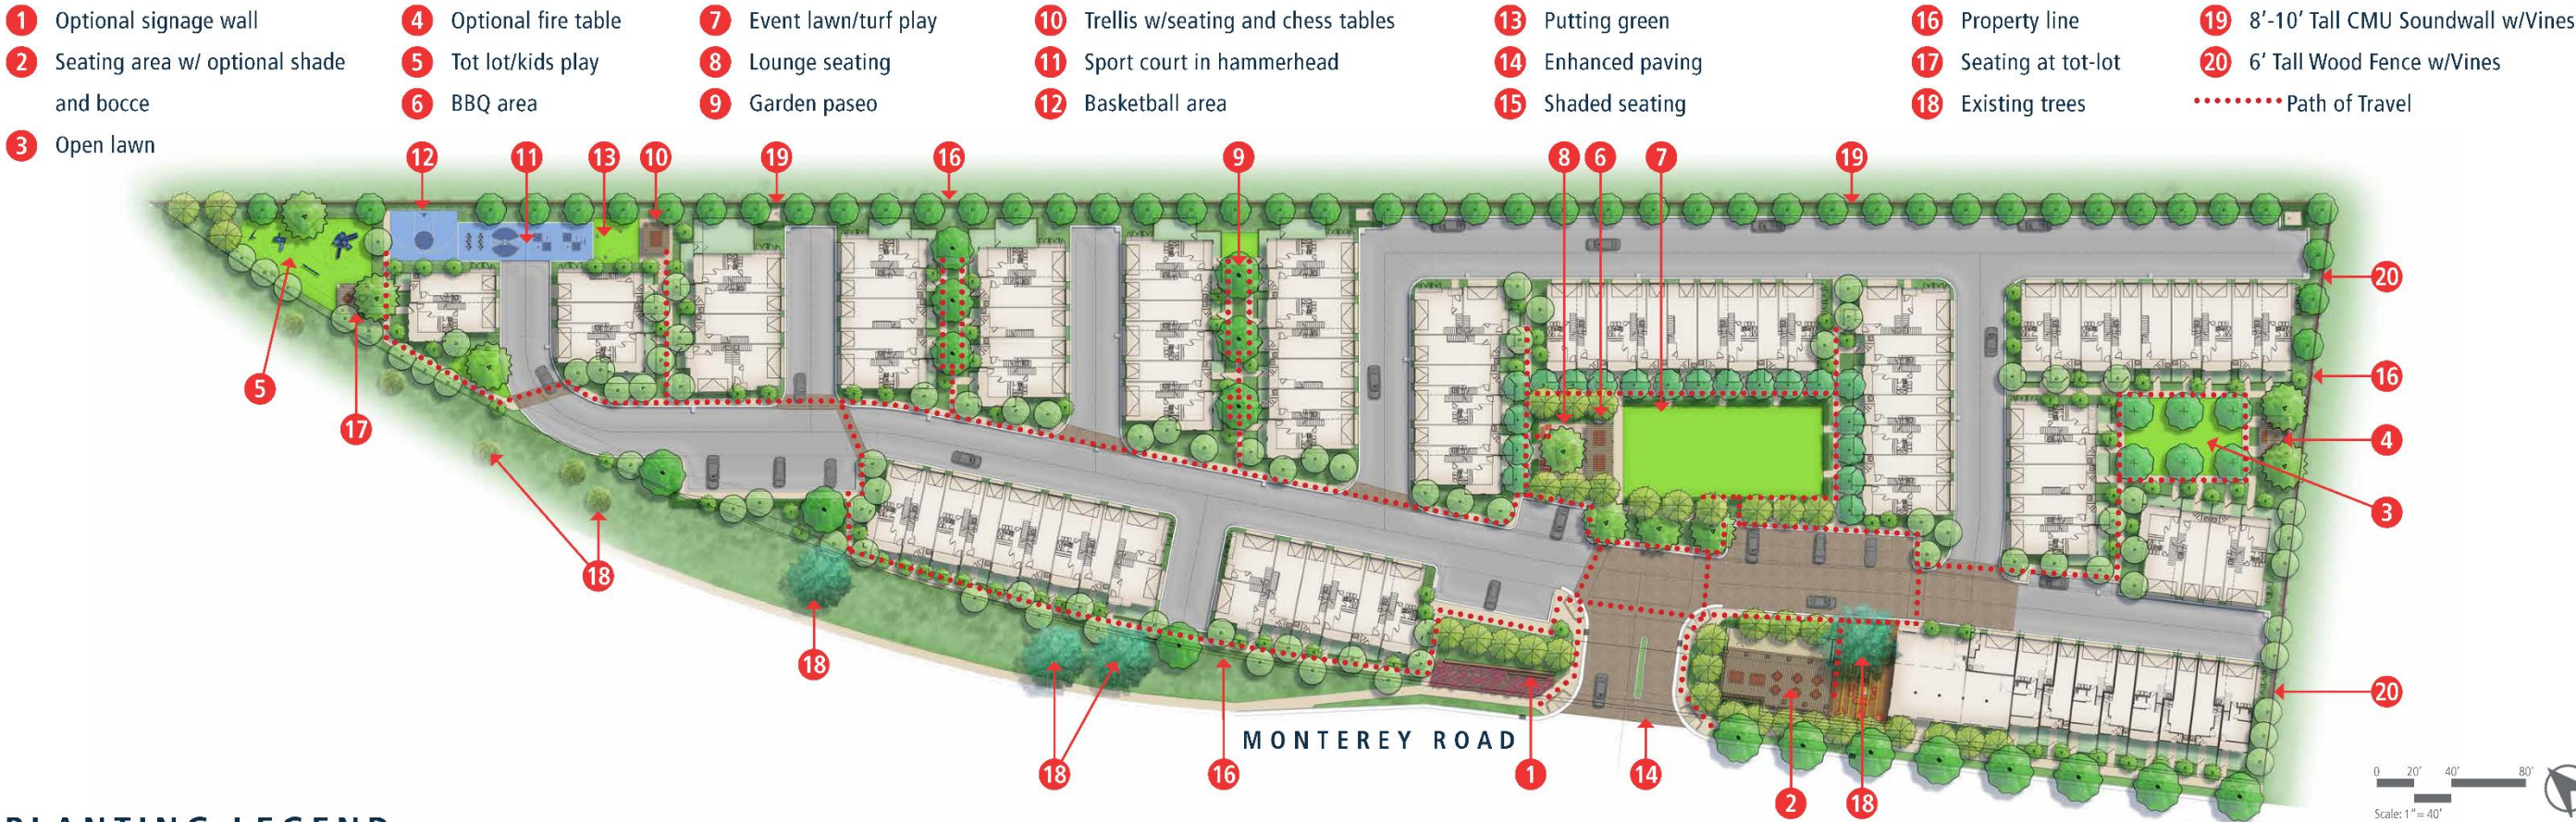 1 Optional signage wall
2 Seating area w/ optional shade
and bocce
3 Open lawn
4 Optional fire table
5 Tot lot/kids play
6 BBQ area
7 Event lawn/turf play
8 Lounge seating
9 Garden paseo
10 Trellis w/seating and chess tables
11 Sport court in hammerhead
12 Basketball area
13 Putting green
14 Enhanced paving
15 Shaded seating
16 Property line
17 Seating at tot-lot
18 Existing trees
19 8'-10' Tall CMU Soundwall w/Vines
20 6' Tall Wood Fence w/Vines
Path of Travel
12 11 13 10 19 16 9 8 6 7 19
20
5
17
16
4
3
18
18
20
MONTEREY ROAD
18 16 1 14 2 18
0 20' 40' 80'
Scale: 1"= 40'
PLANTING LEGEND